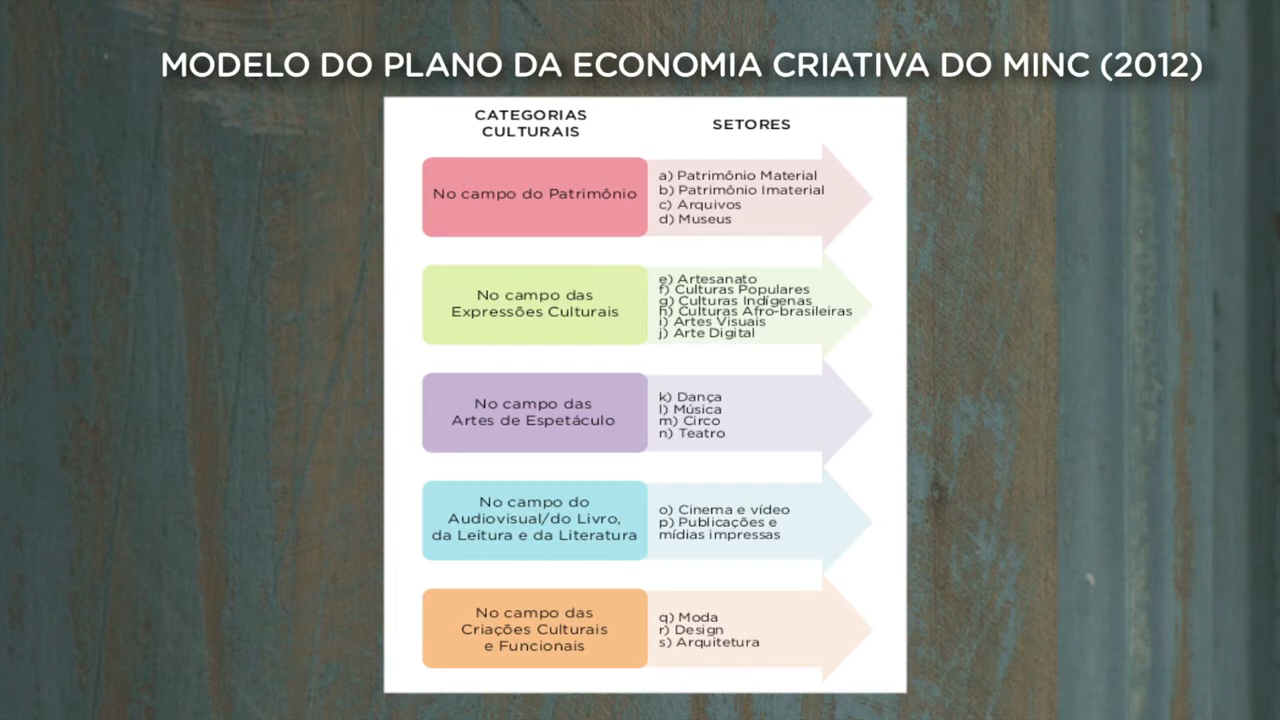 MODELO DO PLANO DA ECONOMIA CRIATIVA DO MINC (2012)
CATEGORIAS
CULTURAIS
SETORES
No campo do Patrimônio
a) Patrimônio Material
b) Patrimônio Imaterial
c) Arquivos
d) Museus
No campo das
Expressões Culturais
e) Artesanato
f) Culturas Populares
g) Culturas Indígenas
h) Culturas Afro-brasileiras
i) Artes Visuais
j) Arte Digital
No campo das
Artes de Espetáculo
k) Dança
l) Música
m) Circo
n) Teatro
No campo do
Audiovisual/do Livro,
da Leitura e da Literatura
o) Cinema e vídeo
p) Publicações e
mídias impressas
No campo das
Criações Culturais
e Funcionais
q) Moda
r) Design
s) Arquitetura